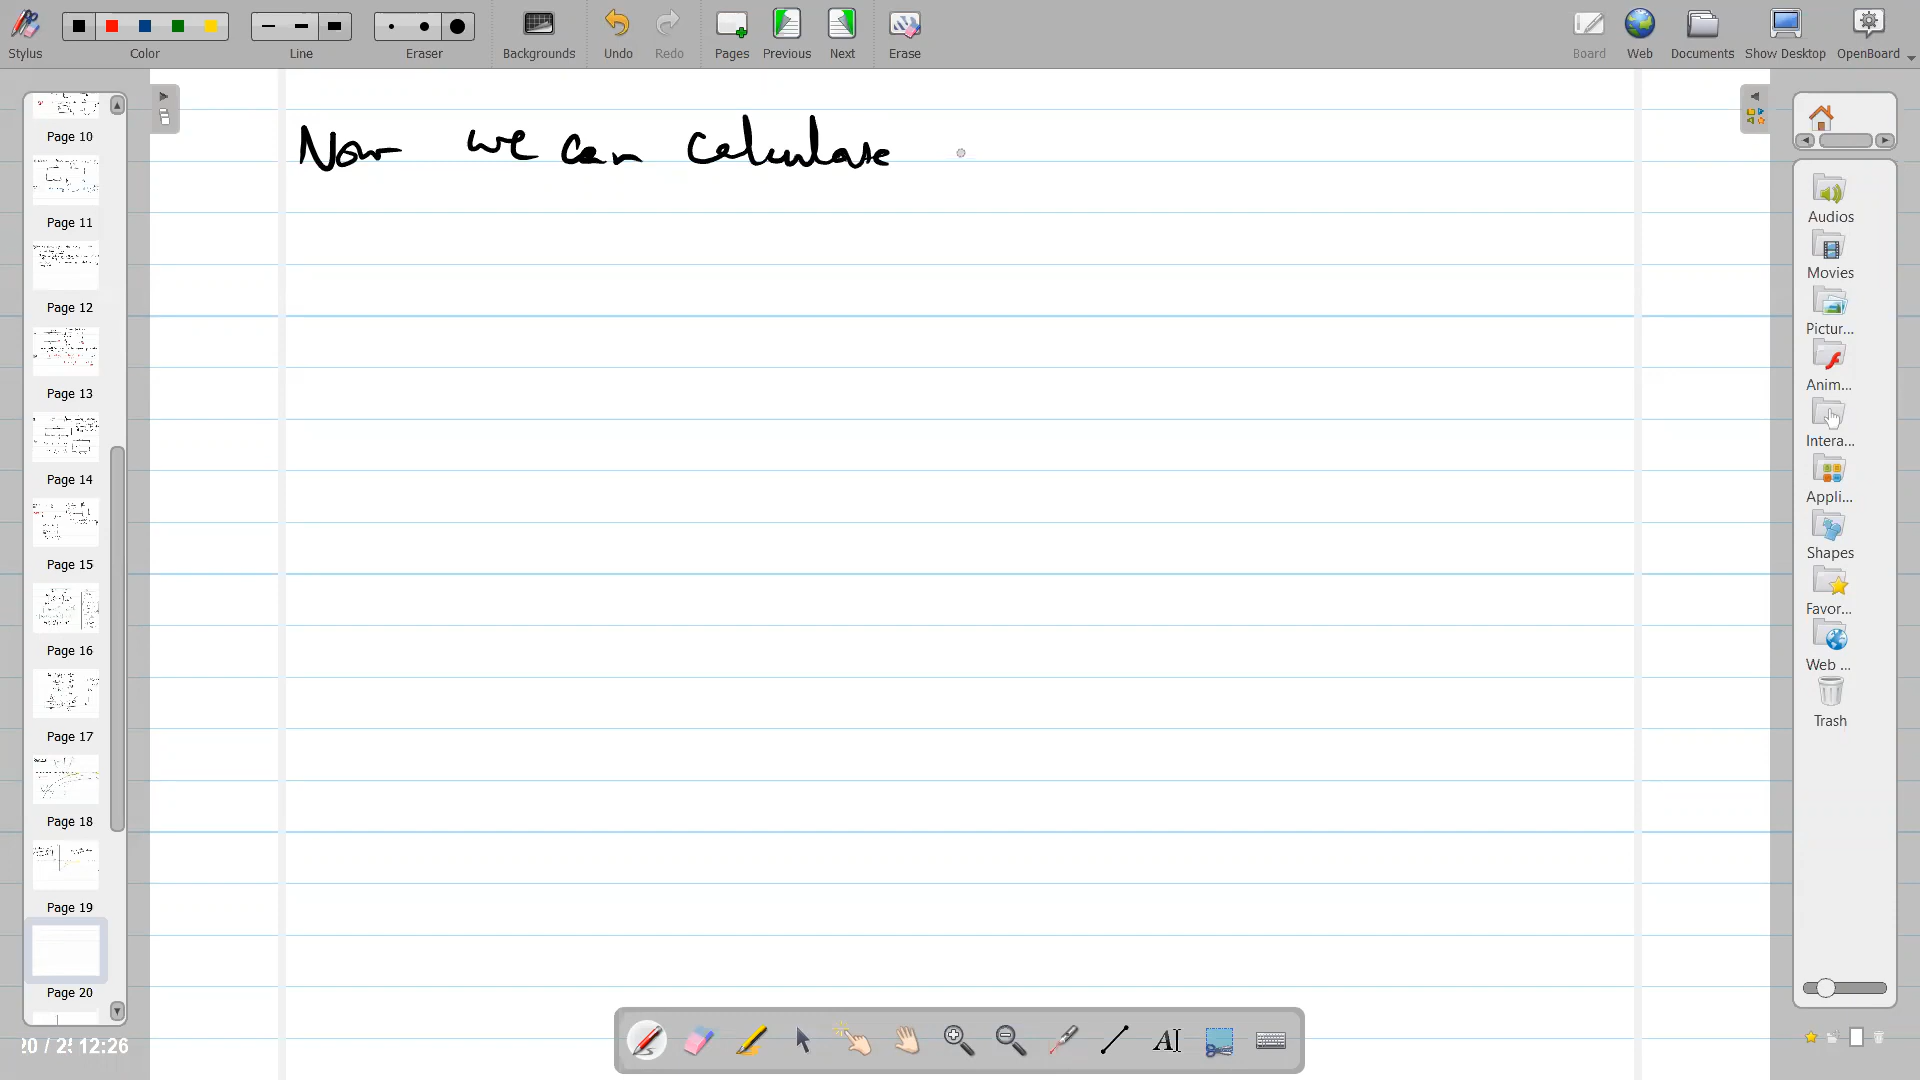 Stylus
Color
Line
Eraser
Backgrounds
Undo
Redo
Pages
Previous
Next
Erase
Board
Web
Documents
Show Desktop
OpenBoard
Now we can calculate
Page 10
Page 11
Page 12
Page 13
Page 14
Page 15
Page 16
Page 17
Page 18
Page 19
Page 20
12:26
Audios
Movies
Pictur...
Anim...
Intera...
Appli...
Shapes
Favor...
Web ...
Trash